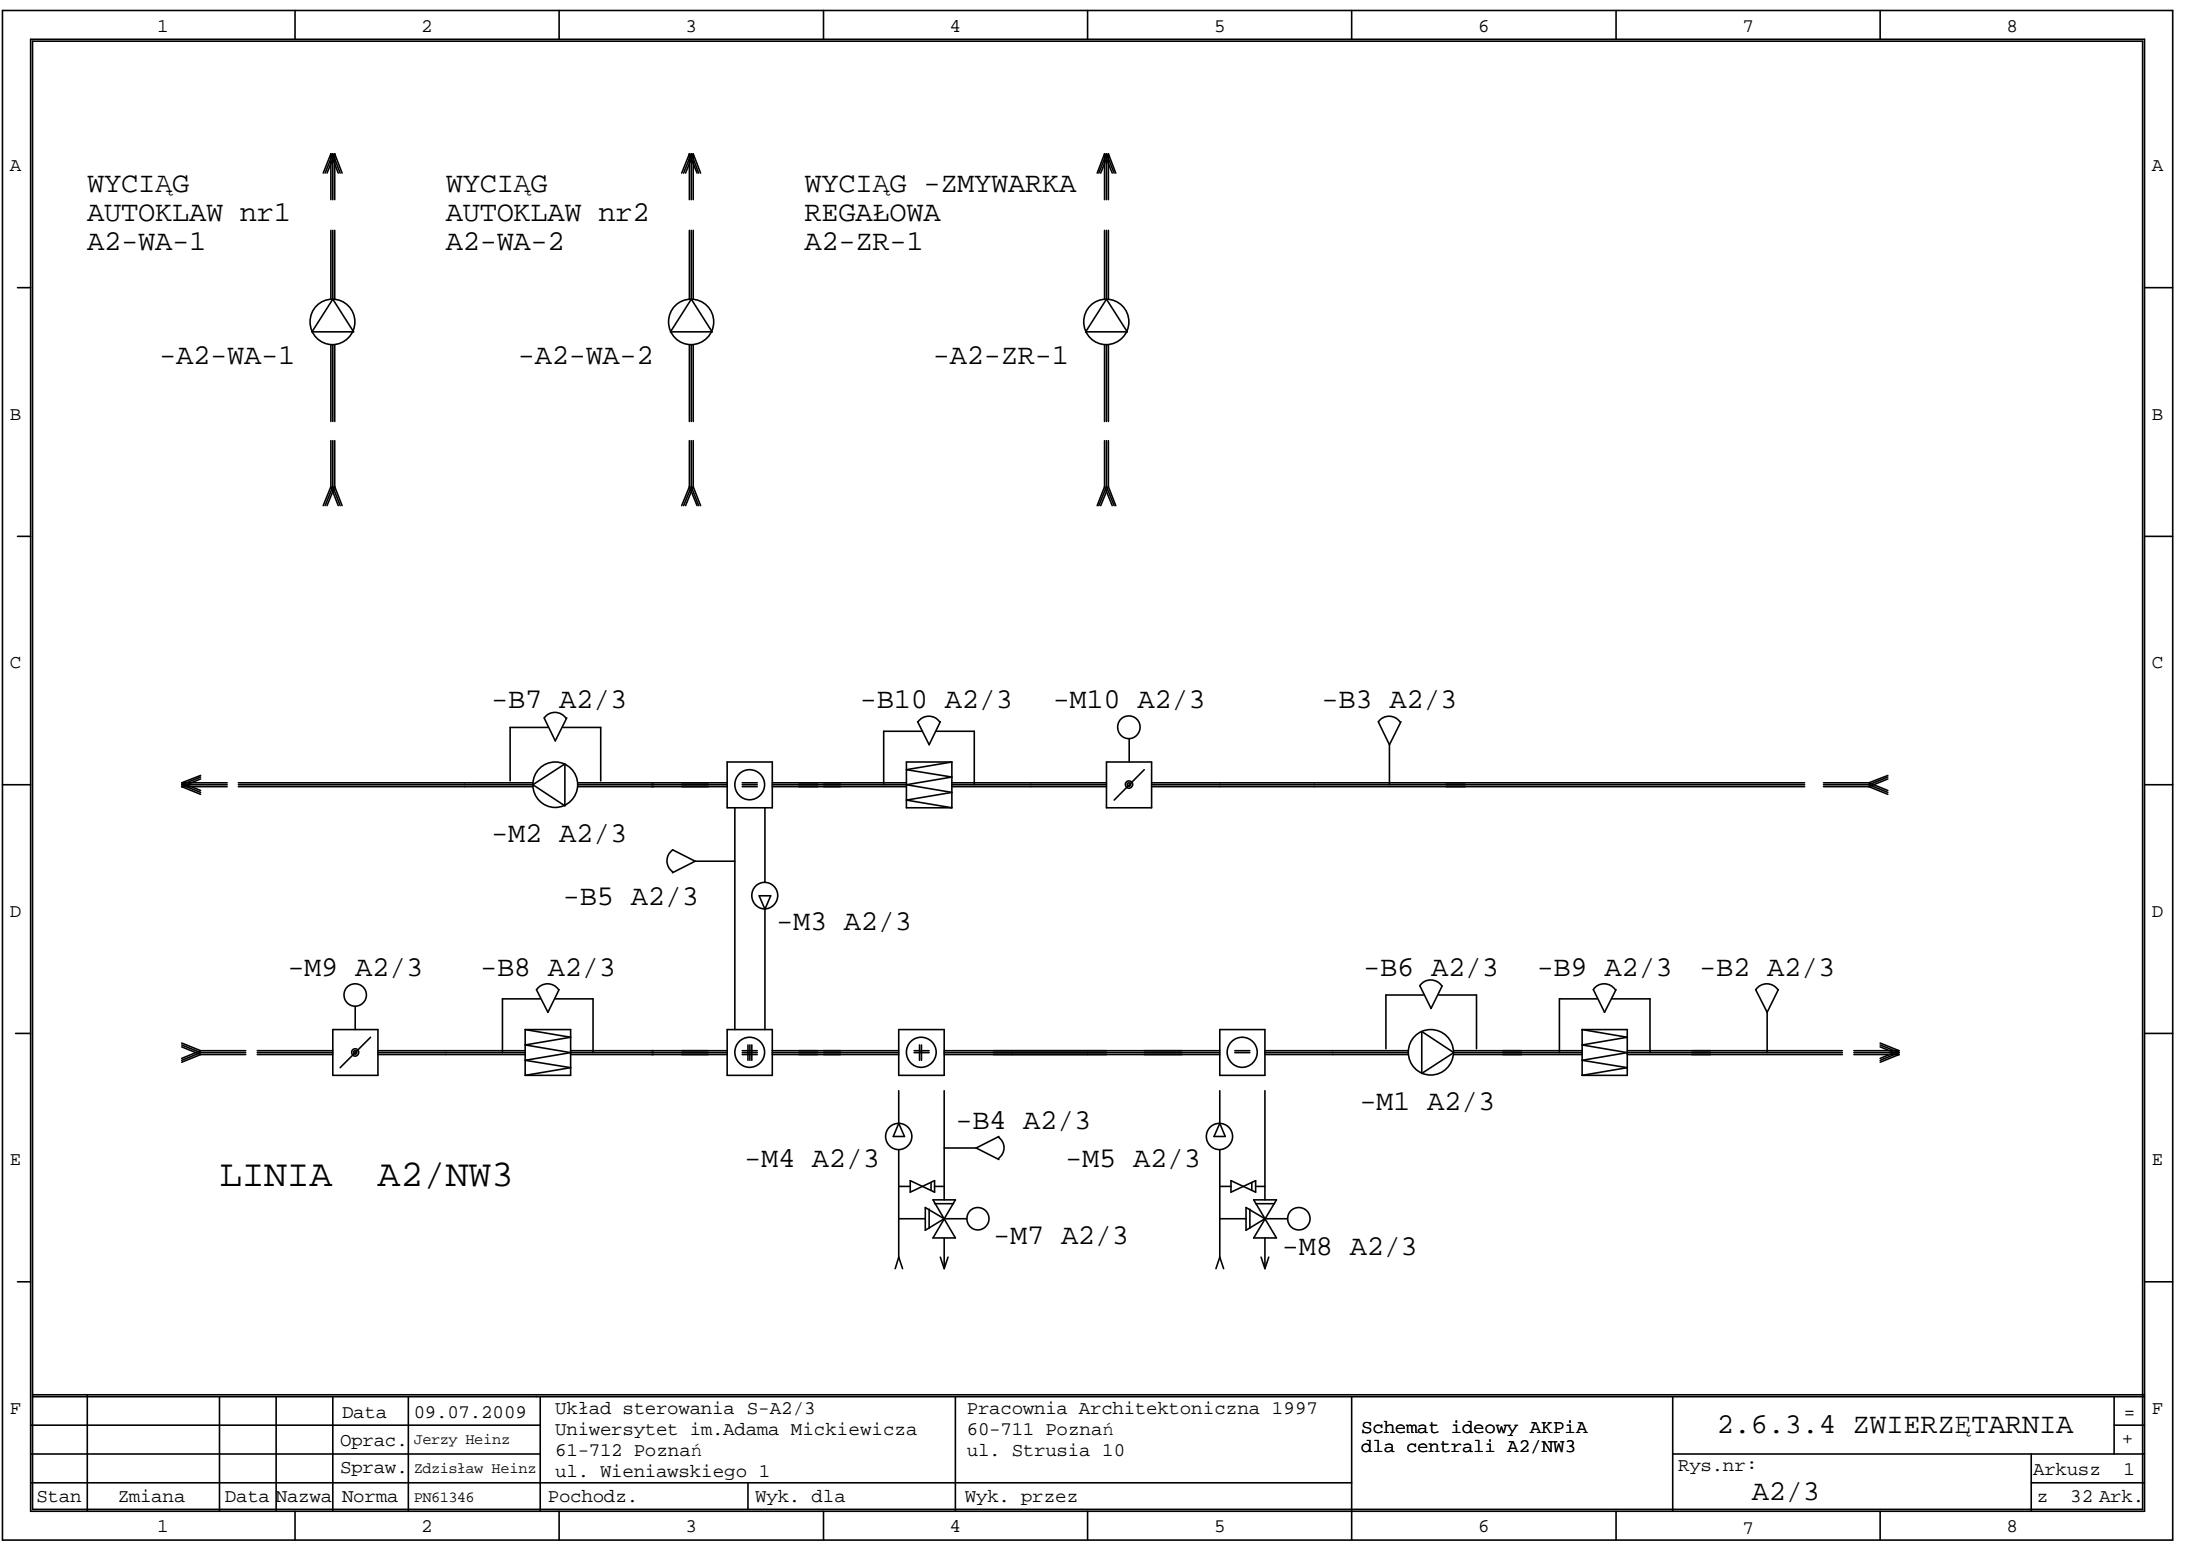 1 2 3 4 5 6 7 8
A A
WYCIĄG
AUTOKLAW nr1
A2-WA-1
WYCIĄG
AUTOKLAW nr2
A2-WA-2
WYCIĄG -ZMYWARKA
REGAŁOWA
A2-ZR-1
-A2-WA-1
-A2-WA-2
-A2-ZR-1
B B
C C
-B7 A2/3
-B10 A2/3
-M10 A2/3
-B3 A2/3
-M2 A2/3
-B5 A2/3
-M3 A2/3
D D
-M9 A2/3
-B8 A2/3
-B6 A2/3
-B9 A2/3
-B2 A2/3
-M1 A2/3
-B4 A2/3
-M4 A2/3
-M5 A2/3
E E
LINIA A2/NW3
-M7 A2/3
-M8 A2/3
F F
Data 09.07.2009
Oprac. Jerzy Heinz
Spraw. Zdzisław Heinz
Stan Zmiana Data Nazwa Norma PN61346
Układ sterowania S-A2/3
Uniwersytet im.Adama Mickiewicza
61-712 Poznań
ul. Wieniawskiego 1
Pochodz. Wyk. dla
Pracownia Architektoniczna 1997
60-711 Poznań
ul. Strusia 10
Wyk. przez
Schemat ideowy AKPiA
dla centrali A2/NW3
2.6.3.4 ZWIERZĘTARNIA
=
+
Rys.nr:
A2/3
Arkusz 1
z 32 Ark.
1 2 3 4 5 6 7 8